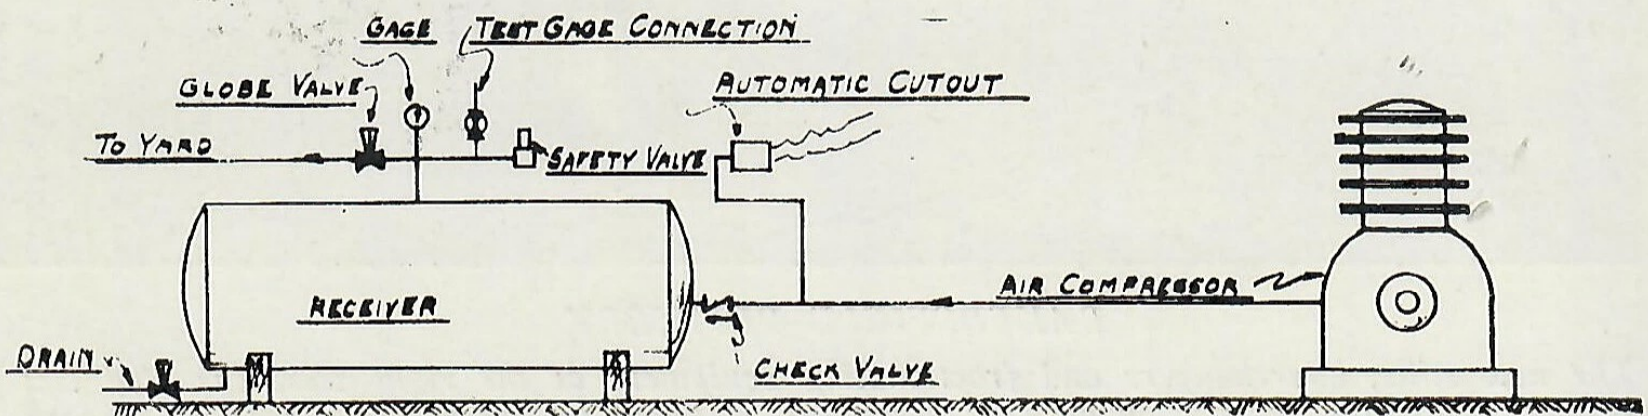 GAGE
TEST GAGE CONNECTION
GLOBE VALVE
AUTOMATIC CUTOUT
TO YARD
SAFETY VALVE
AIR COMPRESSOR
RECEIVER
DRAIN
CHECK VALVE